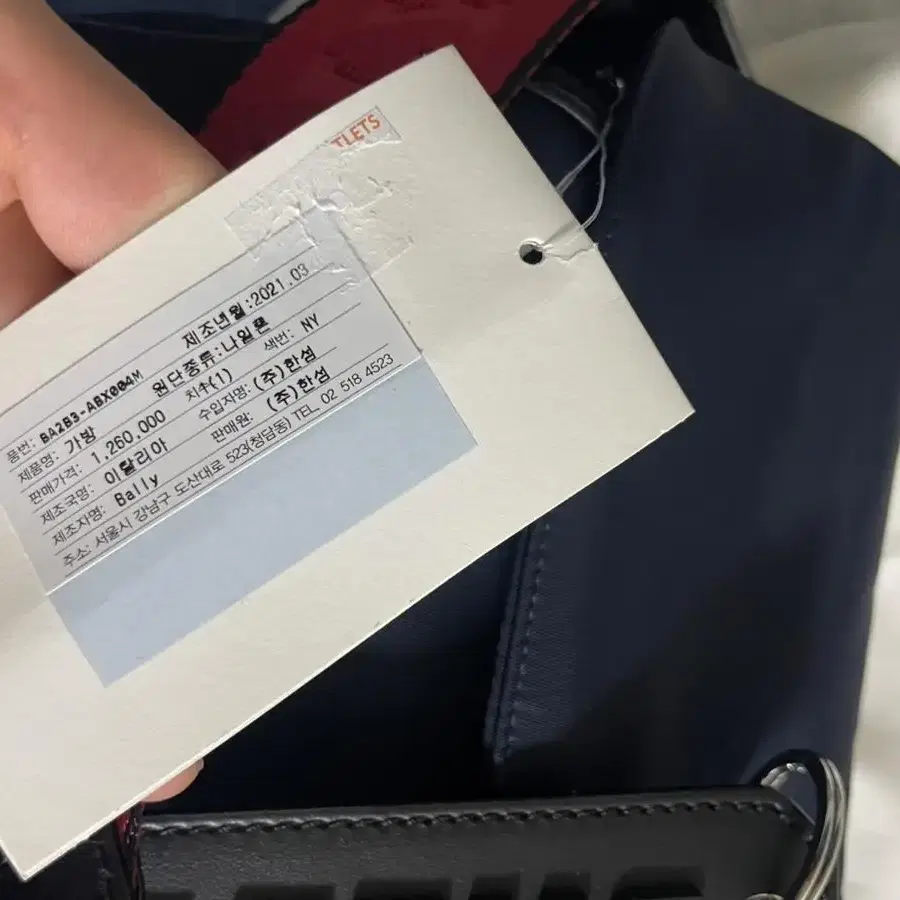 TLETS
품번: BA2B3-ABX004M 제조년월:2021.03
제품명: 가방 원단종류:나일론
판매가격: 1,260,000 치수(1) 색번: NY
제조국명: 이탈리아 수입자명: (주)한섬
제조자명: Bally 판매원: (주)한섬
주소: 서울시 강남구 도산대로 523(청담동) TEL. 02 518 4523